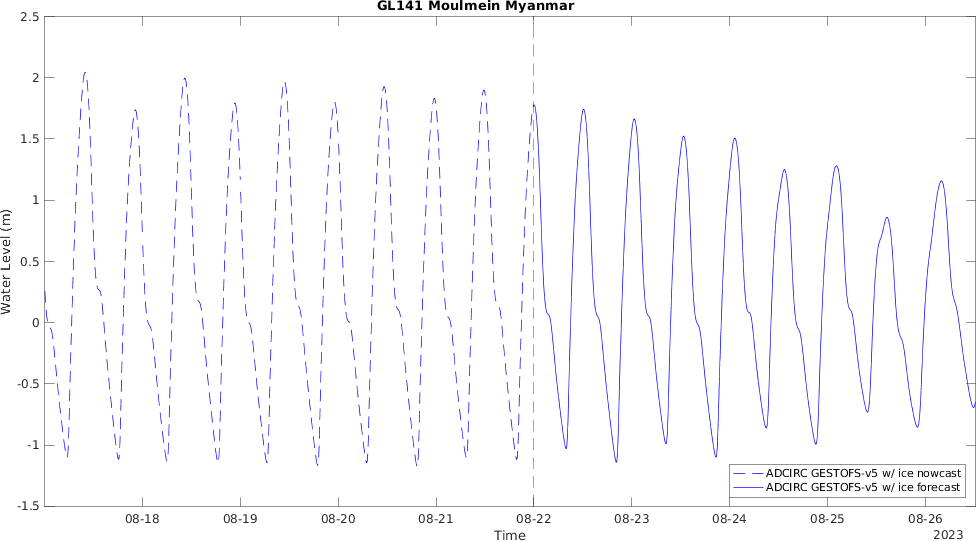 GL141 Moulmein Myanmar
2.5
2
1.5
1
0.5
0
-0.5
-1
-1.5
Water Level (m)
ADCIRC GESTOFS-v5 w/ ice nowcast
ADCIRC GESTOFS-v5 w/ ice forecast
08-18 08-19 08-20 08-21 08-22 08-23 08-24 08-25 08-26
Time
2023